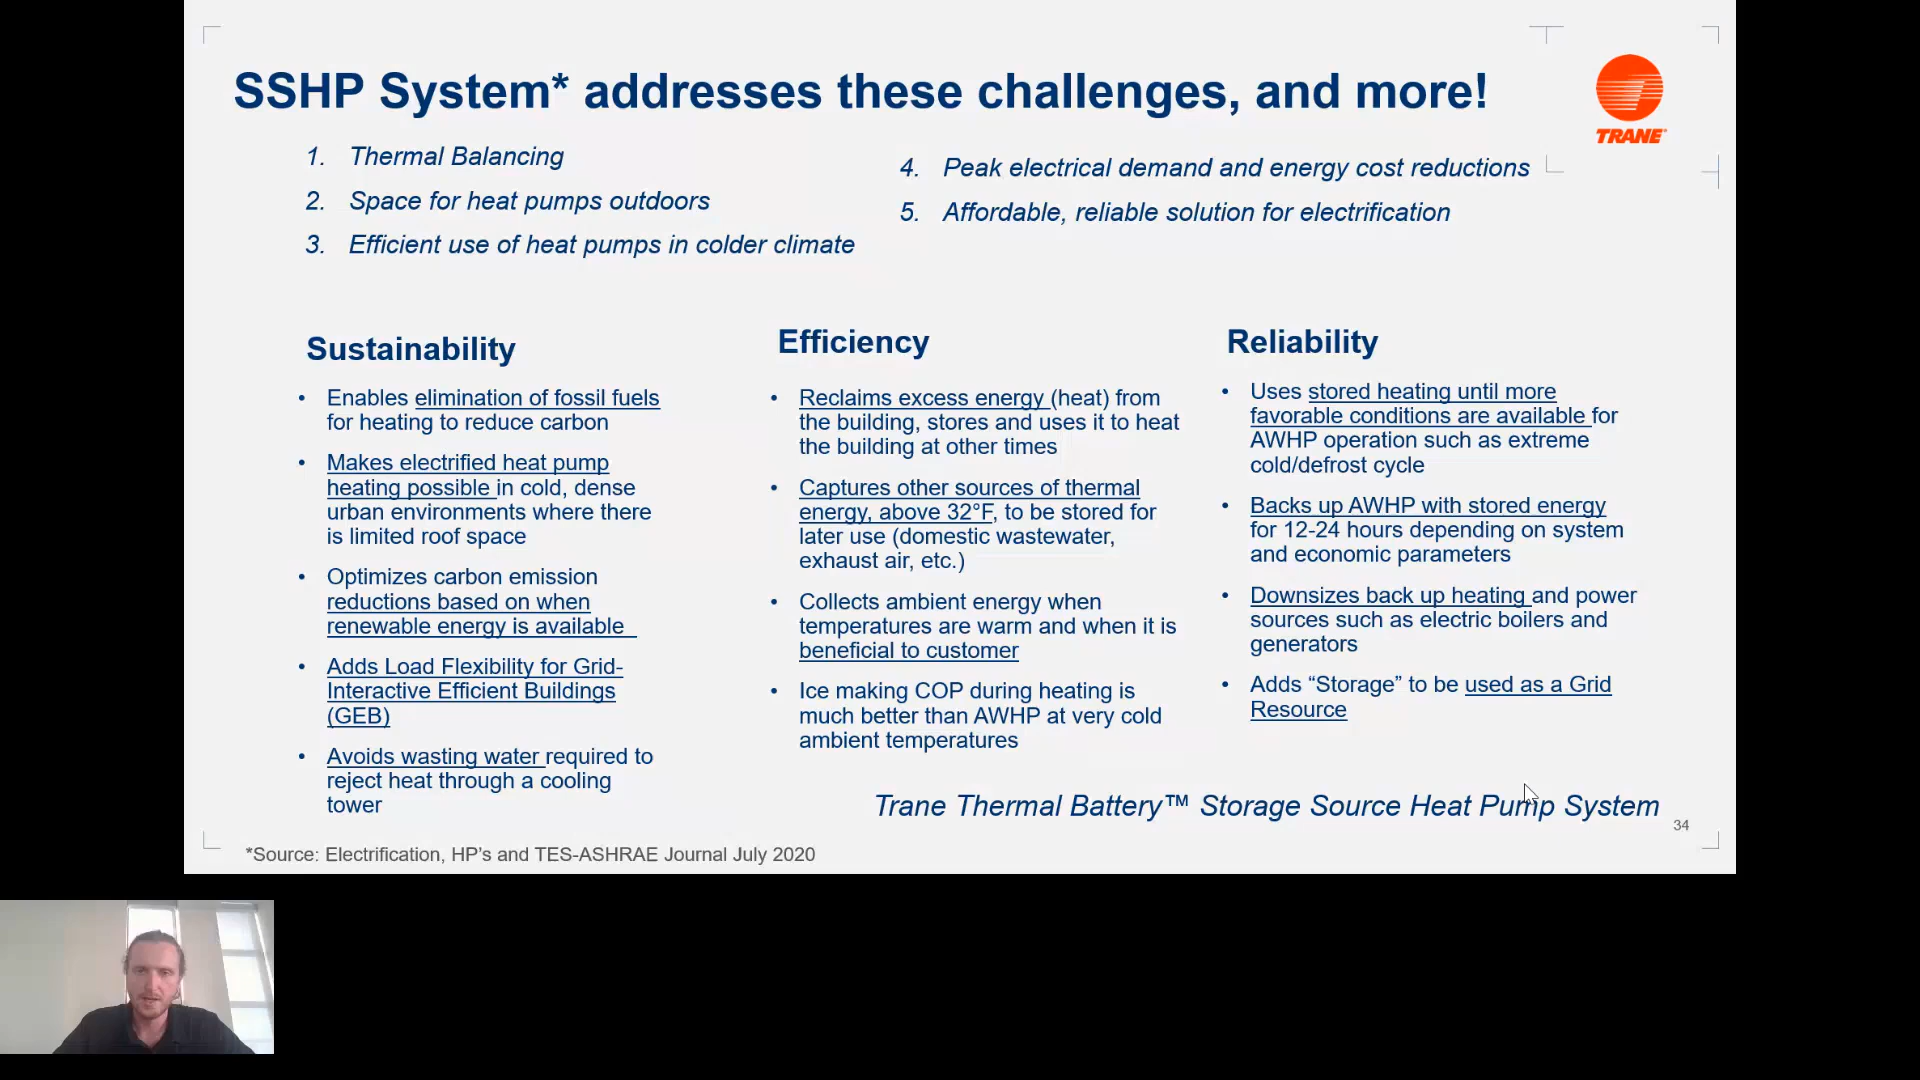 SSHP System* addresses these challenges, and more!
TRANE
1. Thermal Balancing
2. Space for heat pumps outdoors
3. Efficient use of heat pumps in colder climate
4. Peak electrical demand and energy cost reductions
5. Affordable, reliable solution for electrification
Sustainability
• Enables elimination of fossil fuels
for heating to reduce carbon
• Makes electrified heat pump
heating possible in cold, dense
urban environments where there
is limited roof space
• Optimizes carbon emission
reductions based on when
renewable energy is available
• Adds Load Flexibility for Grid-
Interactive Efficient Buildings
(GEB)
• Avoids wasting water required to
reject heat through a cooling
tower
Efficiency
• Reclaims excess energy (heat) from
the building, stores and uses it to heat
the building at other times
• Captures other sources of thermal
energy, above 32°F, to be stored for
later use (domestic wastewater,
exhaust air, etc.)
• Collects ambient energy when
temperatures are warm and when it is
beneficial to customer
• Ice making COP during heating is
much better than AWHP at very cold
ambient temperatures
Reliability
• Uses stored heating until more
favorable conditions are available for
AWHP operation such as extreme
cold/defrost cycle
• Backs up AWHP with stored energy
for 12-24 hours depending on system
and economic parameters
• Downsizes back up heating and power
sources such as electric boilers and
generators
• Adds “Storage” to be used as a Grid
Resource
Trane Thermal Battery™ Storage Source Heat Pump System
34
*Source: Electrification, HP's and TES-ASHRAE Journal July 2020